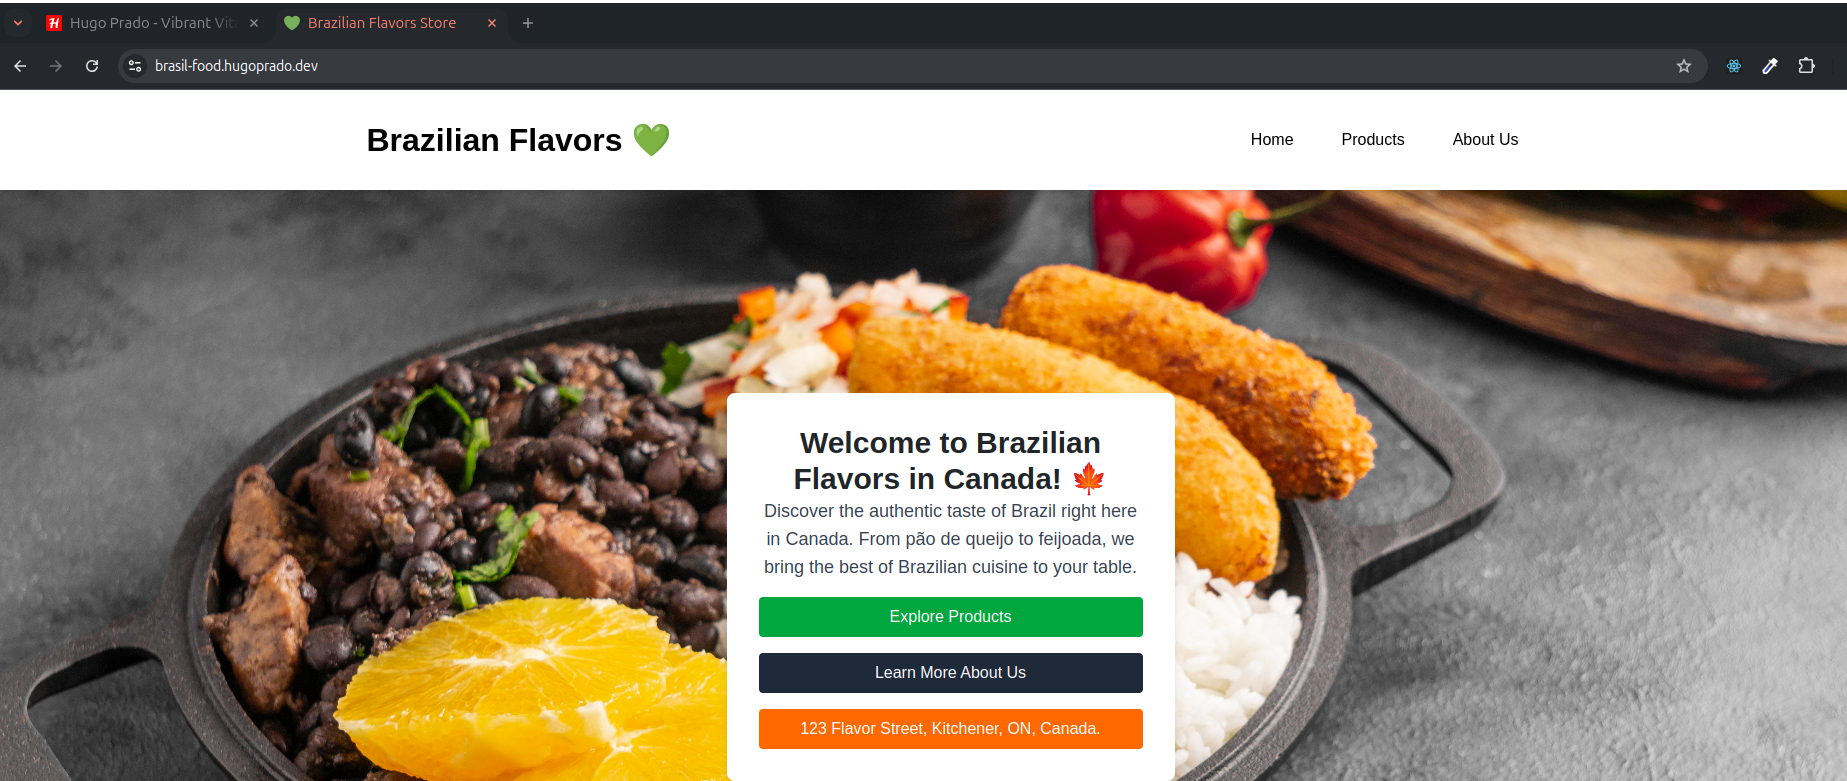 Hugo Prado - Vibrant Vit
Brazilian Flavors Store
brasil-food.hugoprado.dev
Brazilian Flavors 💚
Home Products About Us
Welcome to Brazilian
Flavors in Canada! 🍁
Discover the authentic taste of Brazil right here
in Canada. From pão de queijo to feijoada, we
bring the best of Brazilian cuisine to your table.
Explore Products
Learn More About Us
123 Flavor Street, Kitchener, ON, Canada.